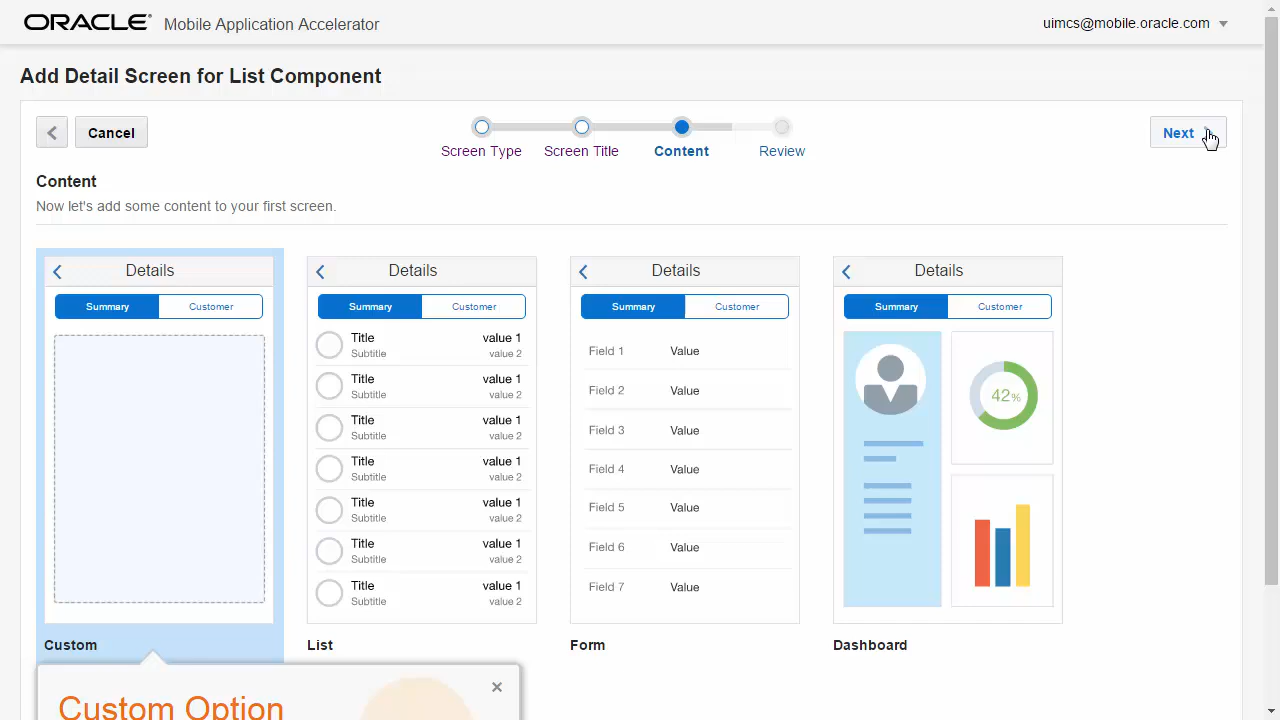 ORACLE Mobile Application Accelerator
uimcs@mobile.oracle.com
Add Detail Screen for List Component
Cancel
Screen Type
Screen Title
Content
Review
Next
Content
Now let's add some content to your first screen.
Details
Summary Customer
Custom
Details
Summary Customer
Title value 1
Subtitle value 2
Title value 1
Subtitle value 2
Title value 1
Subtitle value 2
Title value 1
Subtitle value 2
Title value 1
Subtitle value 2
Title value 1
Subtitle value 2
Title value 1
Subtitle value 2
List
Details
Summary Customer
Field 1 Value
Field 2 Value
Field 3 Value
Field 4 Value
Field 5 Value
Field 6 Value
Field 7 Value
Form
Details
Summary Customer
42%
Dashboard
Custom Option